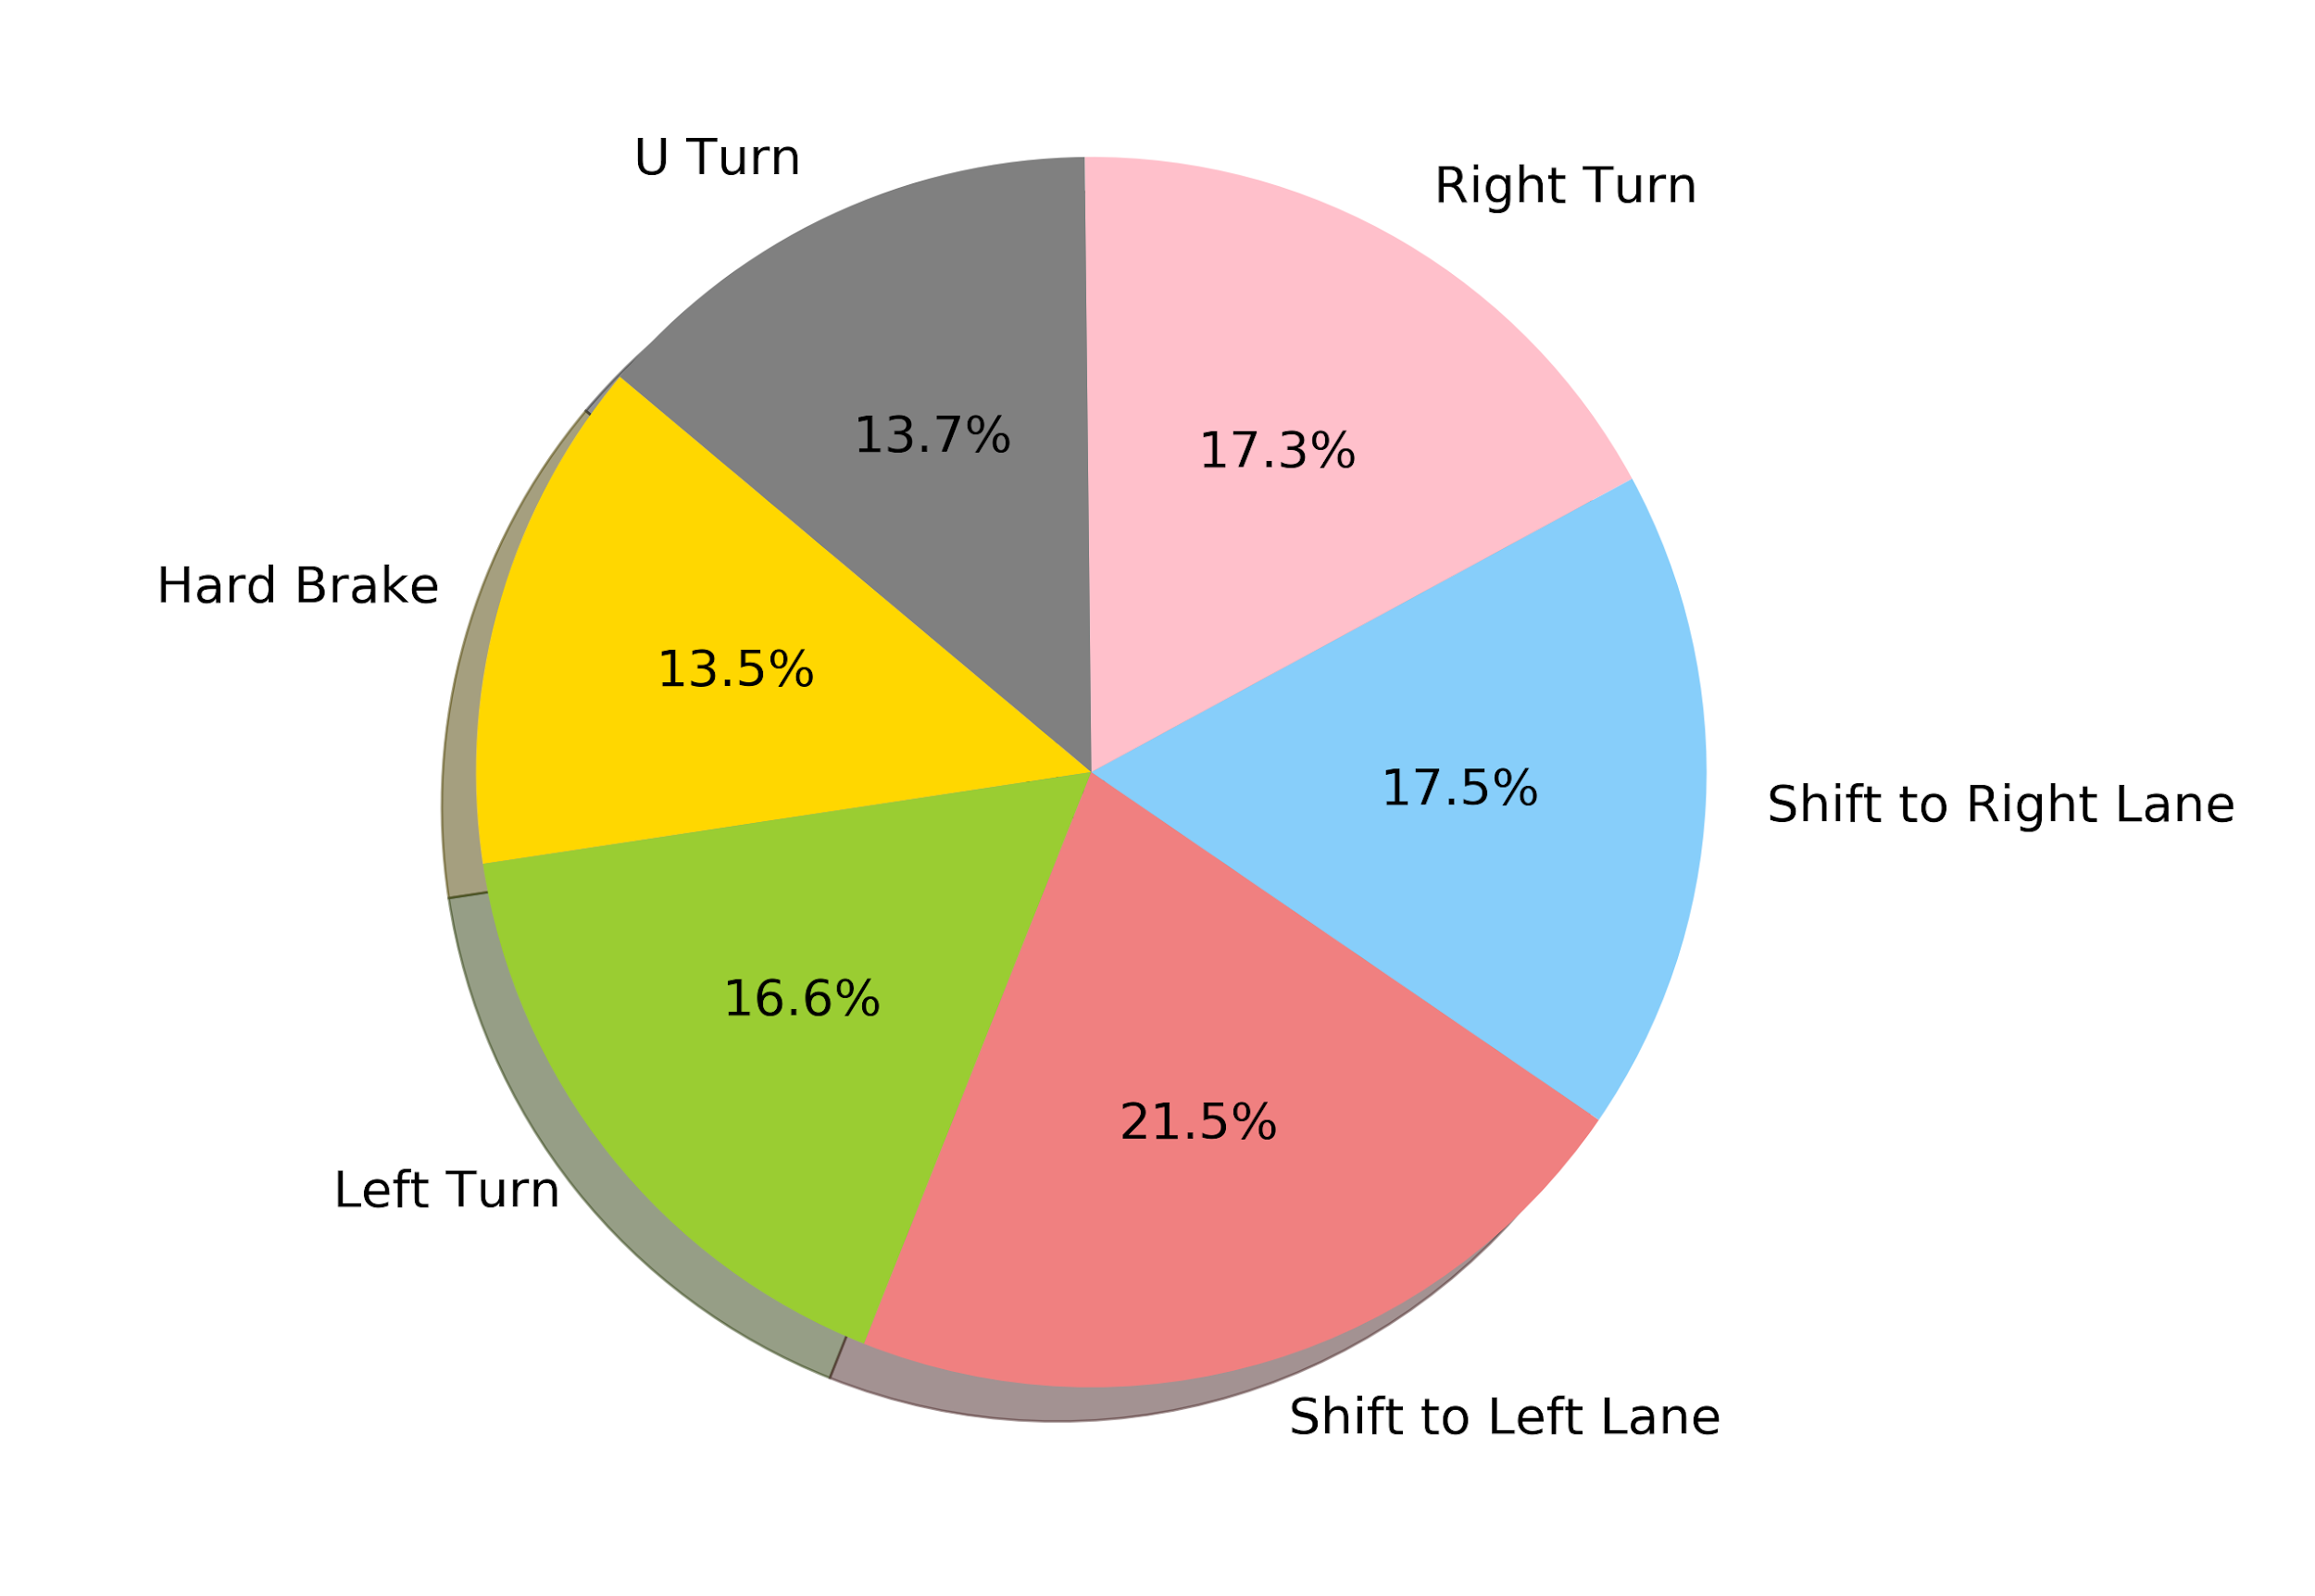 U Turn
Right Turn
13.7%
17.3%
Hard Brake
13.5%
17.5%
Shift to Right Lane
16.6%
21.5%
Left Turn
Shift to Left Lane